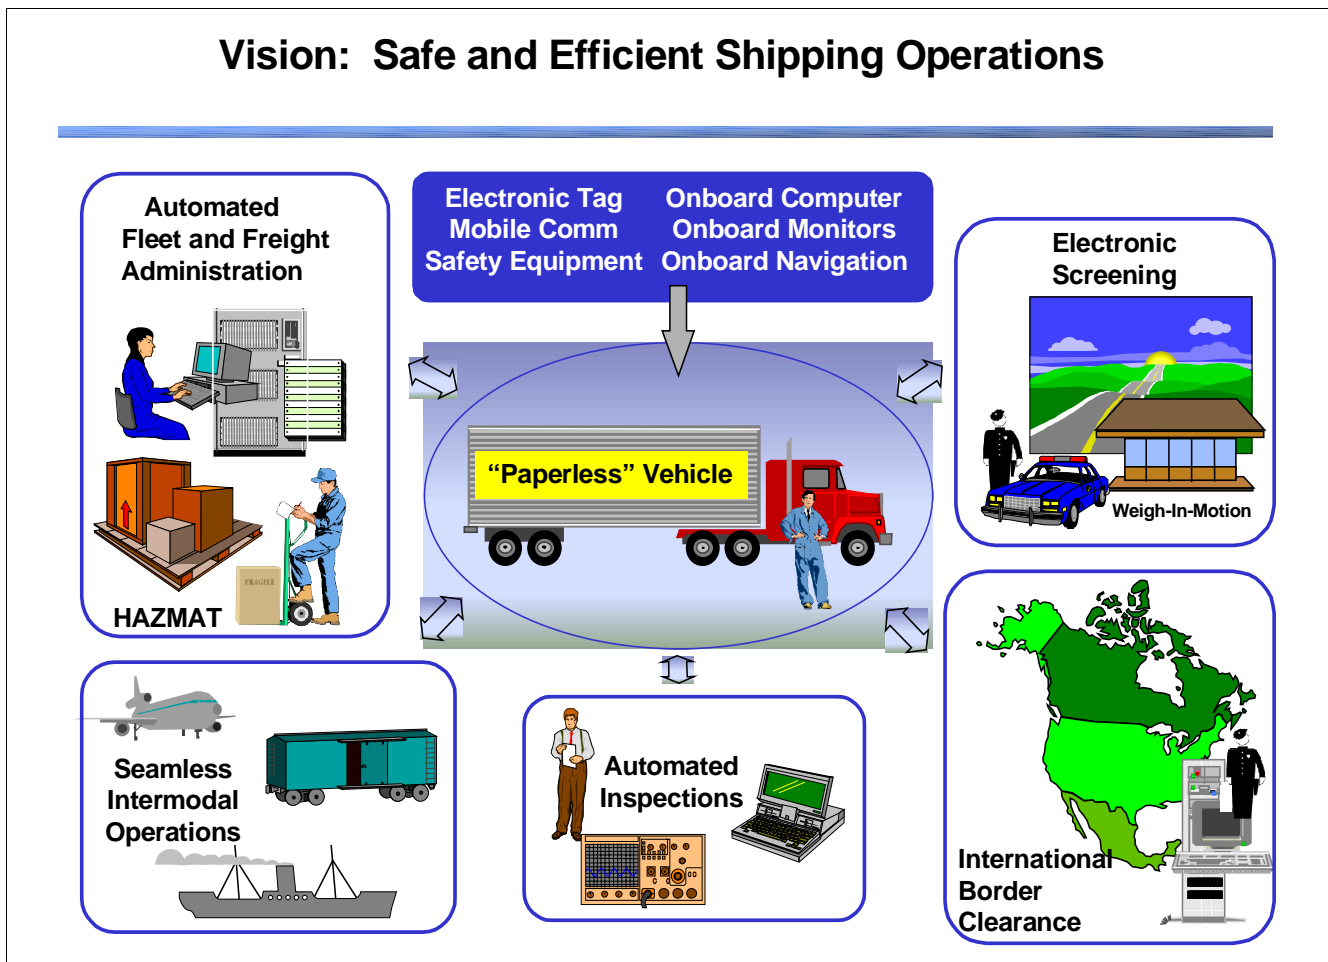 Vision:  Safe and Efficient Shipping Operations
Automated
Fleet and Freight
Administration
HAZMAT
FRAGILE
Electronic Tag
Mobile Comm
Safety Equipment
Onboard Computer
Onboard Monitors
Onboard Navigation
“Paperless” Vehicle
Electronic
Screening
Weigh-In-Motion
Seamless
Intermodal
Operations
Automated
Inspections
International
Border
Clearance